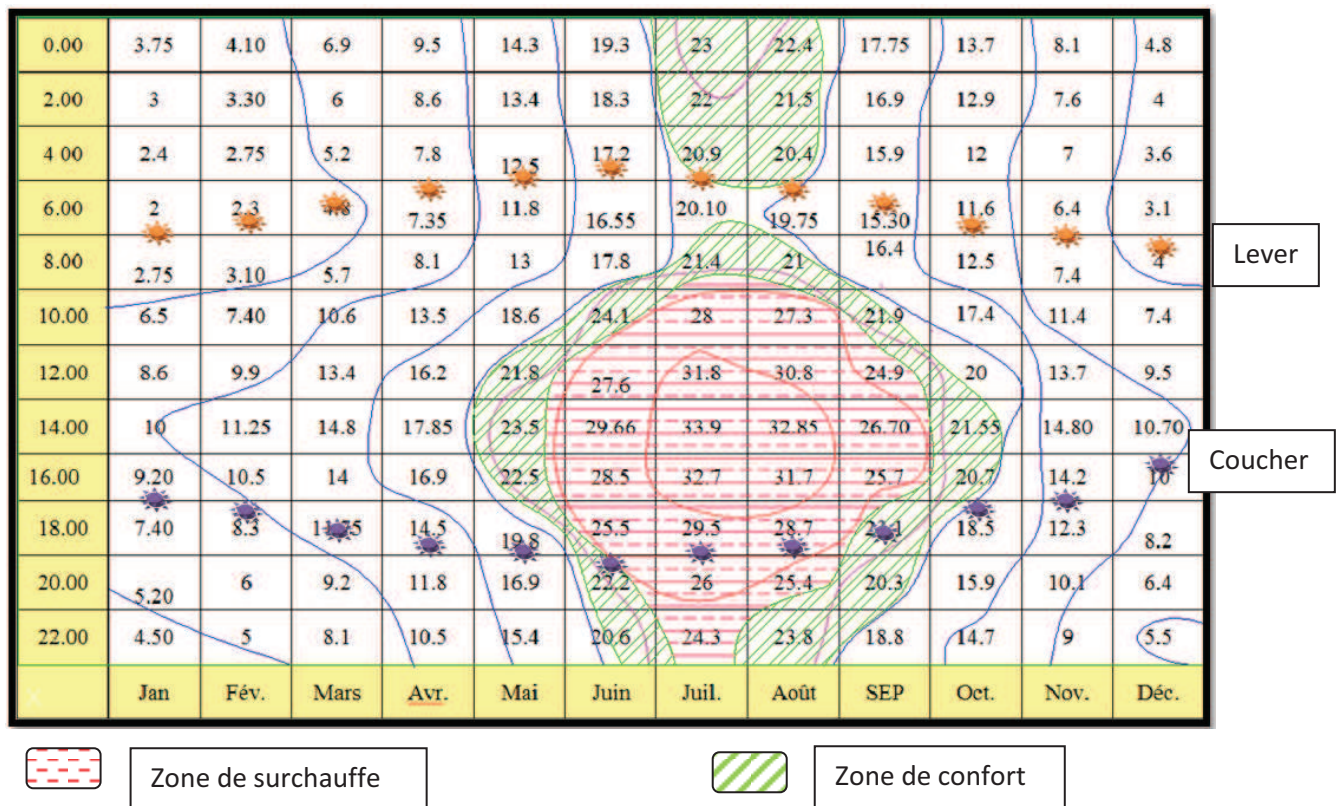 0.00 3.75 4.10 6.9 9.5 14.3 19.3 23 22.4 17.75 13.7 8.1 4.8
2.00 3 3.30 6 8.6 13.4 18.3 22 21.5 16.9 12.9 7.6 4
4 00 2.4 2.75 5.2 7.8 12.5 17.2 20.9 20.4 15.9 12 7 3.6
6.00 2 2.3 4.8 7.35 11.8 16.55 20.10 19.75 15.30 11.6 6.4 3.1
8.00 2.75 3.10 5.7 8.1 13 17.8 21.4 21 16.4 12.5 7.4 4
Lever
10.00 6.5 7.40 10.6 13.5 18.6 24.1 28 27.3 21.9 17.4 11.4 7.4
12.00 8.6 9.9 13.4 16.2 21.8 27.6 31.8 30.8 24.9 20 13.7 9.5
14.00 10 11.25 14.8 17.85 23.5 29.66 33.9 32.85 26.70 21.55 14.80 10.70
Coucher
16.00 9.20 10.5 14 16.9 22.5 28.5 32.7 31.7 25.7 20.7 14.2 10
18.00 7.40 8.3 14.5 19.8 25.5 29.5 28.7 18.5 12.3 8.2
20.00 5.20 6 9.2 11.8 16.9 22.2 26 25.4 20.3 15.9 10.1 6.4
22.00 4.50 5 8.1 10.5 15.4 20.6 24.3 23.8 18.8 14.7 9 5.5
Jan Fév. Mars Avr. Mai Juin Juil. Août SEP Oct. Nov. Déc.
Zone de surchauffe Zone de confort